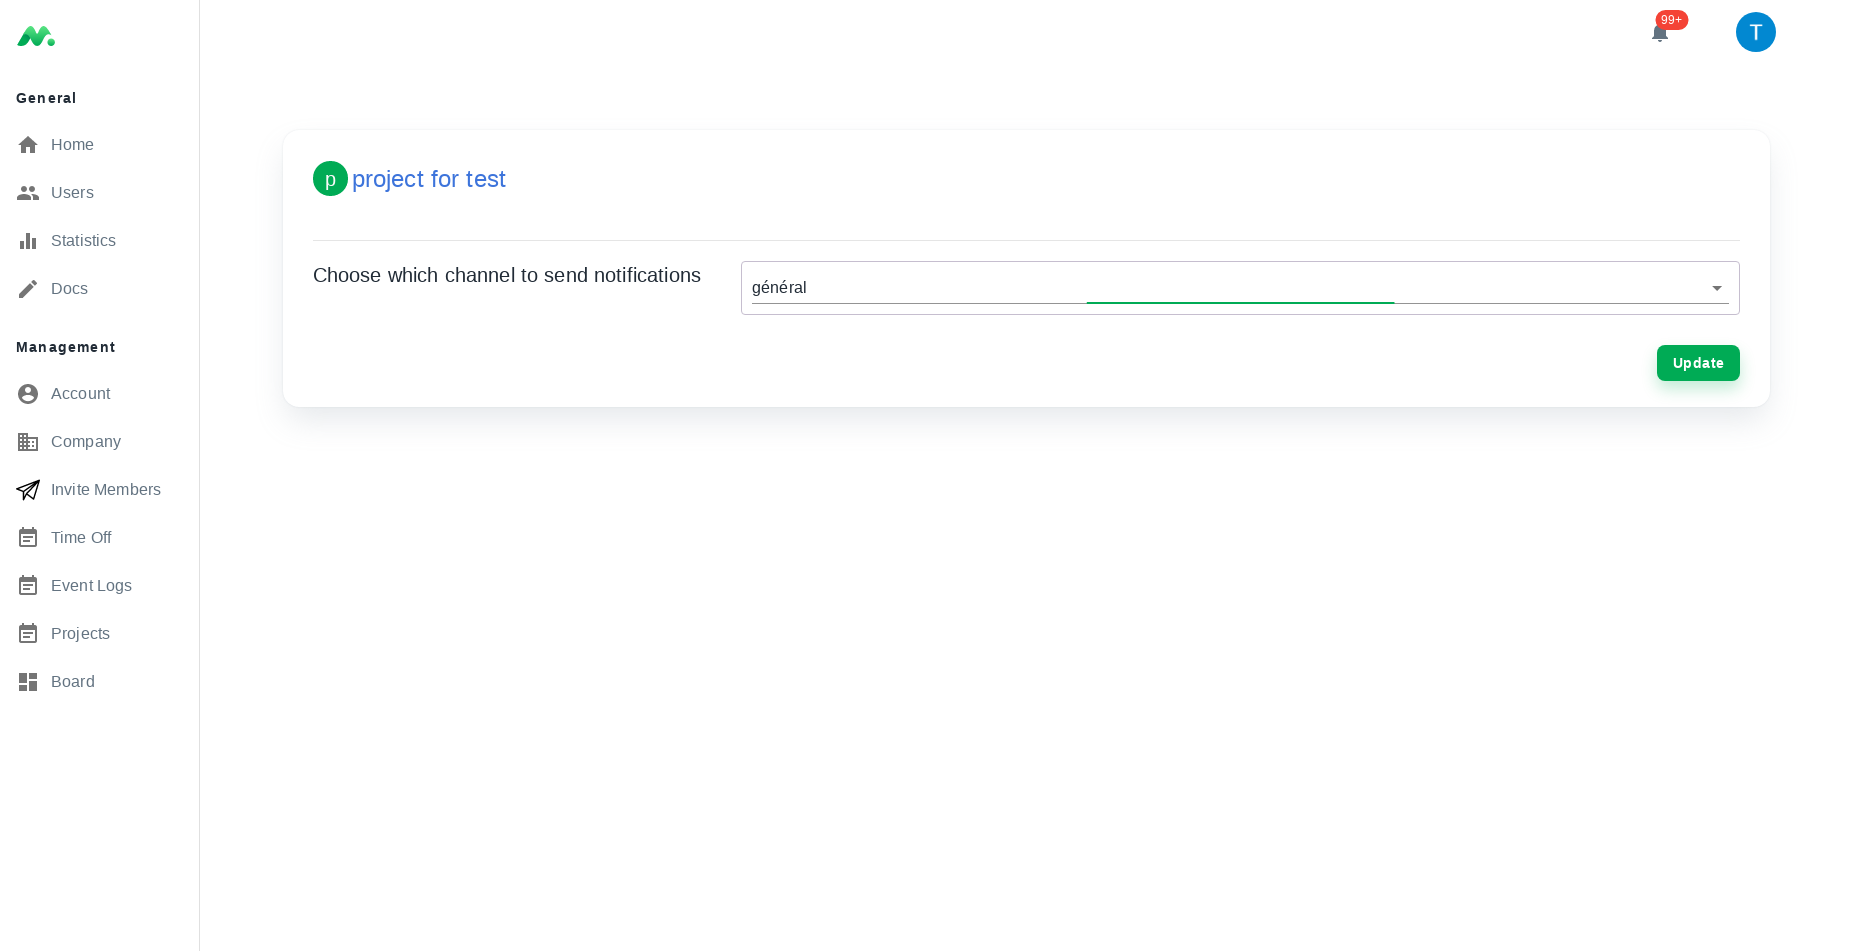 99+
T
General
Home
Users
Statistics
Docs
Management
Account
Company
Invite Members
Time Off
Event Logs
Projects
Board
p project for test
Choose which channel to send notifications
général
Update